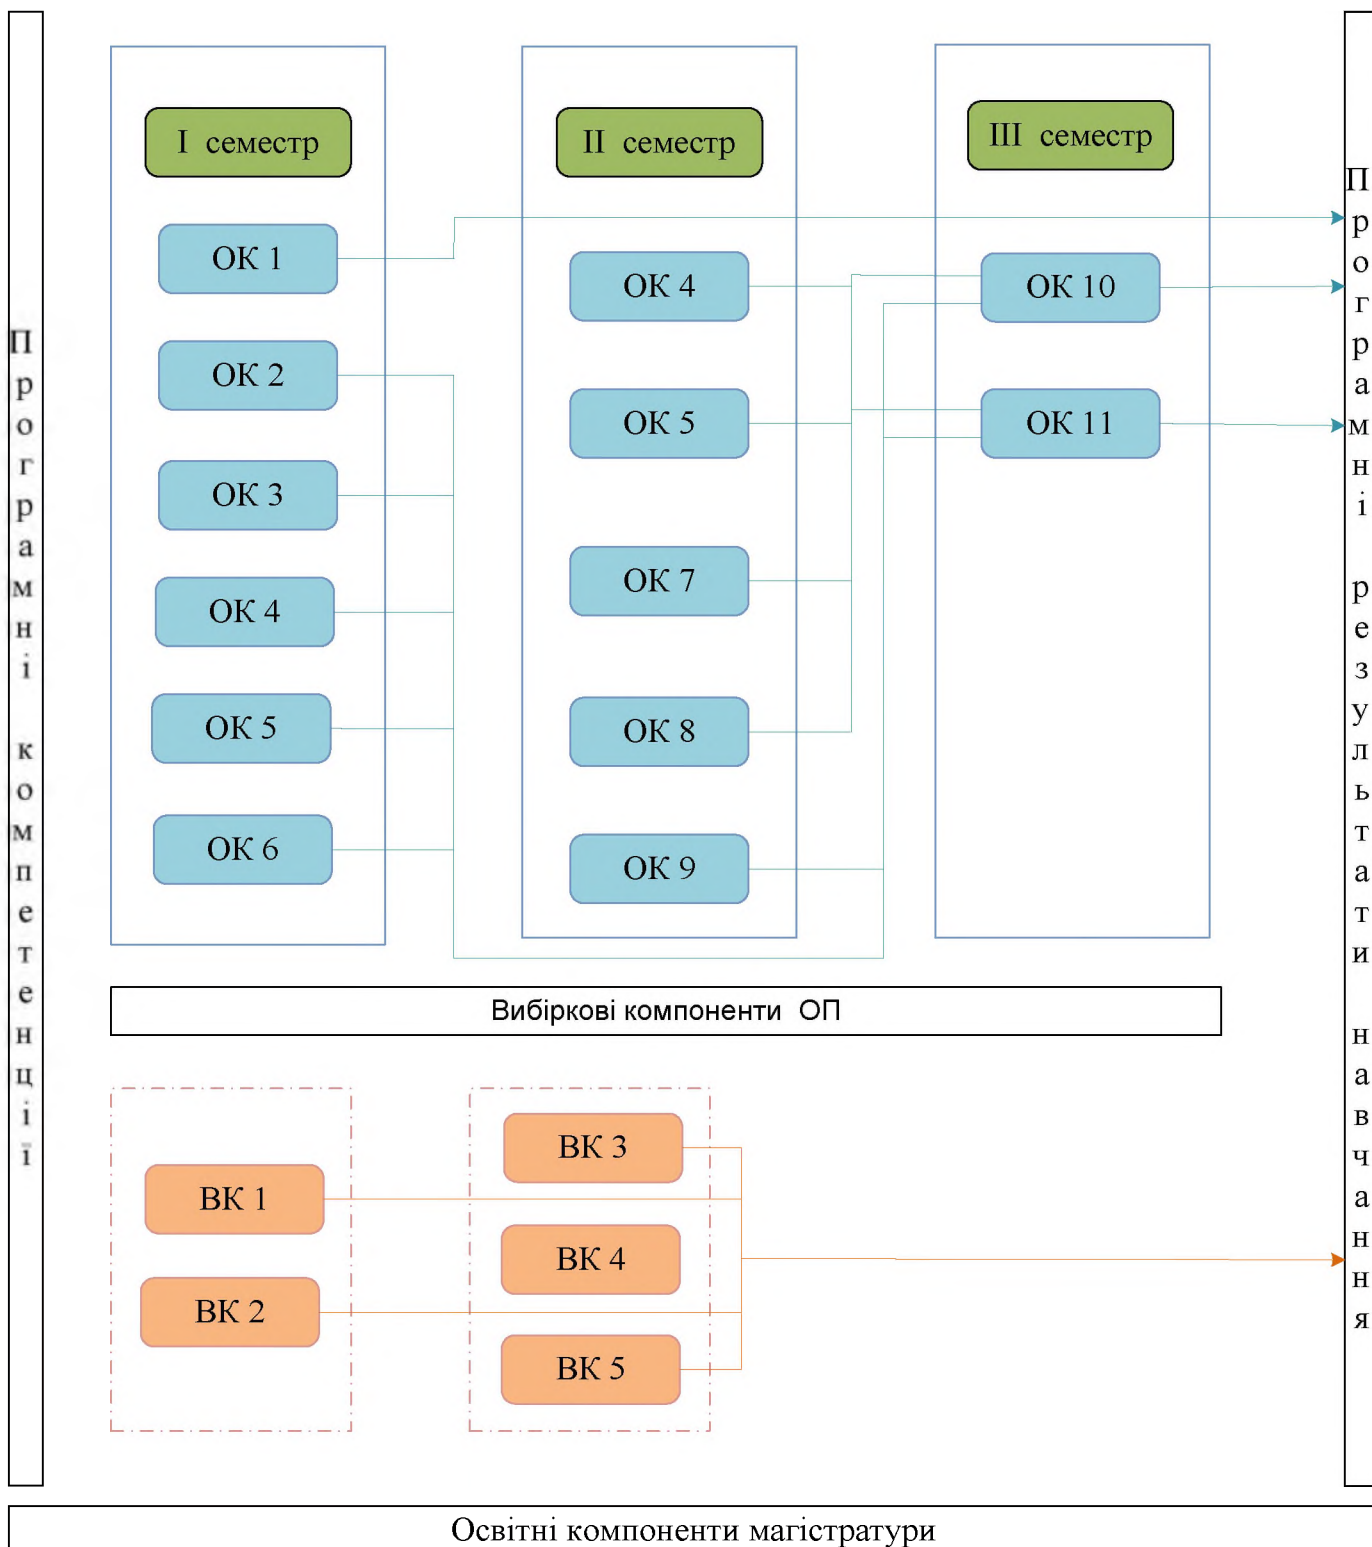 Програмні компетенції
I семестр
ОК 1
ОК 2
ОК 3
ОК 4
ОК 5
ОК 6
II семестр
ОК 4
ОК 5
ОК 7
ОК 8
ОК 9
III семестр
ОК 10
ОК 11
Програмні результати навчання
Вибіркові компоненти ОП
ВК 1
ВК 2
ВК 3
ВК 4
ВК 5
Освітні компоненти магістратури